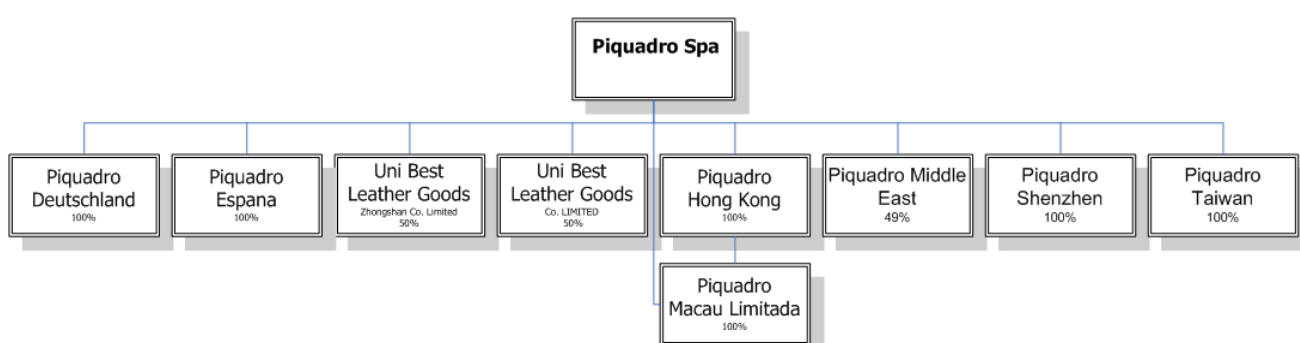 Piquadro Spa
Piquadro
Deutschland
100%
Piquadro
Espana
100%
Uni Best
Leather Goods
Zhongshan Co. Limited
50%
Uni Best
Leather Goods
Co. LIMITED
50%
Piquadro
Hong Kong
100%
Piquadro Middle
East
49%
Piquadro
Shenzhen
100%
Piquadro
Taiwan
100%
Piquadro
Macau Limitada
100%